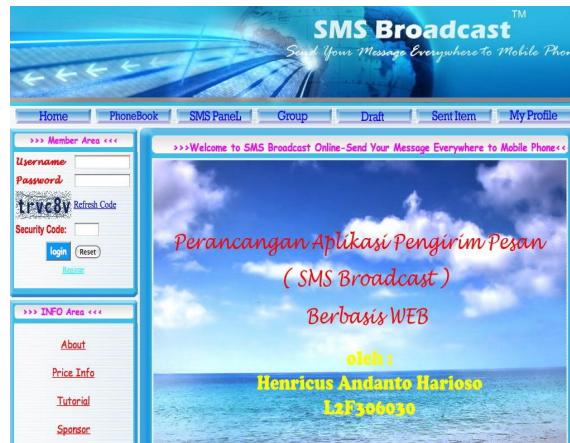 SMS Broadcast TM
Send Your Message Everywhere to Mobile Phon
Home PhoneBook SMS PaneL Group Draft Sent Item My Profile
>>> Member Area <<<
>>>Welcome to SMS Broadcast Online-Send Your Message Everywhere to Mobile Phone<<
Username
Password
trvc8v Refresh Code
Security Code:
login Reset
Register
>>> INFO Area <<<
About
Price Info
Tutorial
Sponsor
Perancangan Aplikasi Pengirim Pesan
( SMS Broadcast )
Berbasis WEB
oleh :
Henricus Andanto Harioso
L2F306030